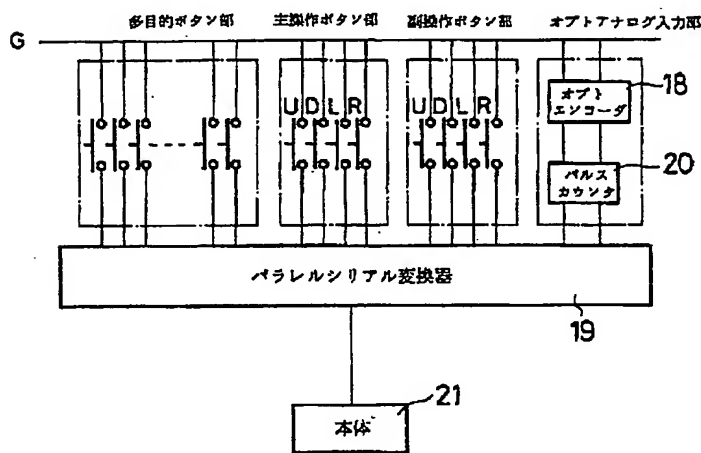 多目的ボタン部 主操作ボタン部 副操作ボタン部 オプトアナログ入力部
G
18
オプト
エンコーダ
U D L R U D L R
20
パルス
カウンタ
パラレルシリアル変換器
19
21
本体